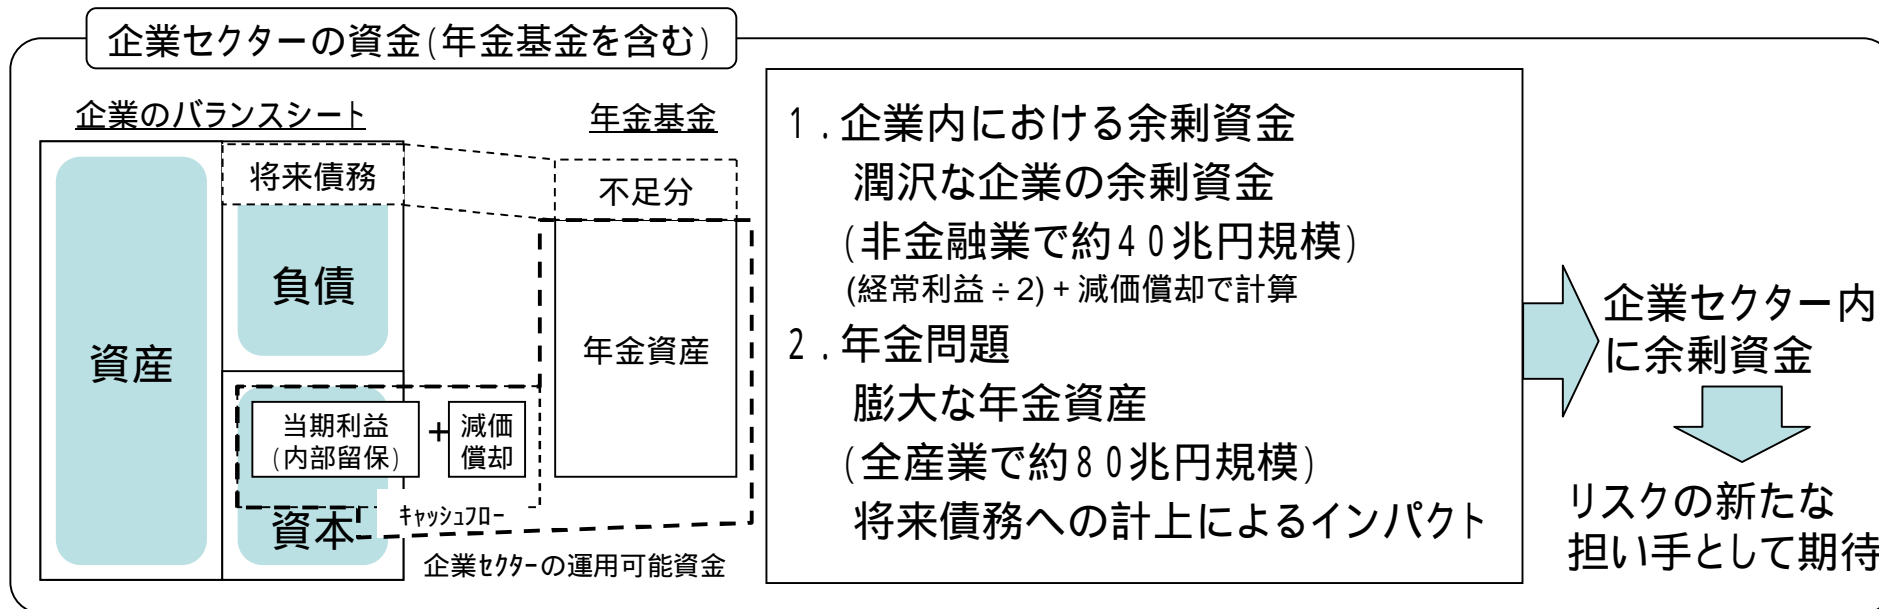 企業セクターの資金(年金基金を含む)
企業のバランスシート
年金基金
将来債務
不足分
負債
資産
年金資産
当期利益
(内部留保)
+
減価
償却
資本
キャッシュフロー
企業セクターの運用可能資金
1.企業内における余剰資金
潤沢な企業の余剰資金
(非金融業で約40兆円規模)
(経常利益÷2)+減価償却で計算
2.年金問題
膨大な年金資産
(全産業で約80兆円規模)
将来債務への計上によるインパクト
企業セクター内
に余剰資金
リスクの新たな
担い手として期待